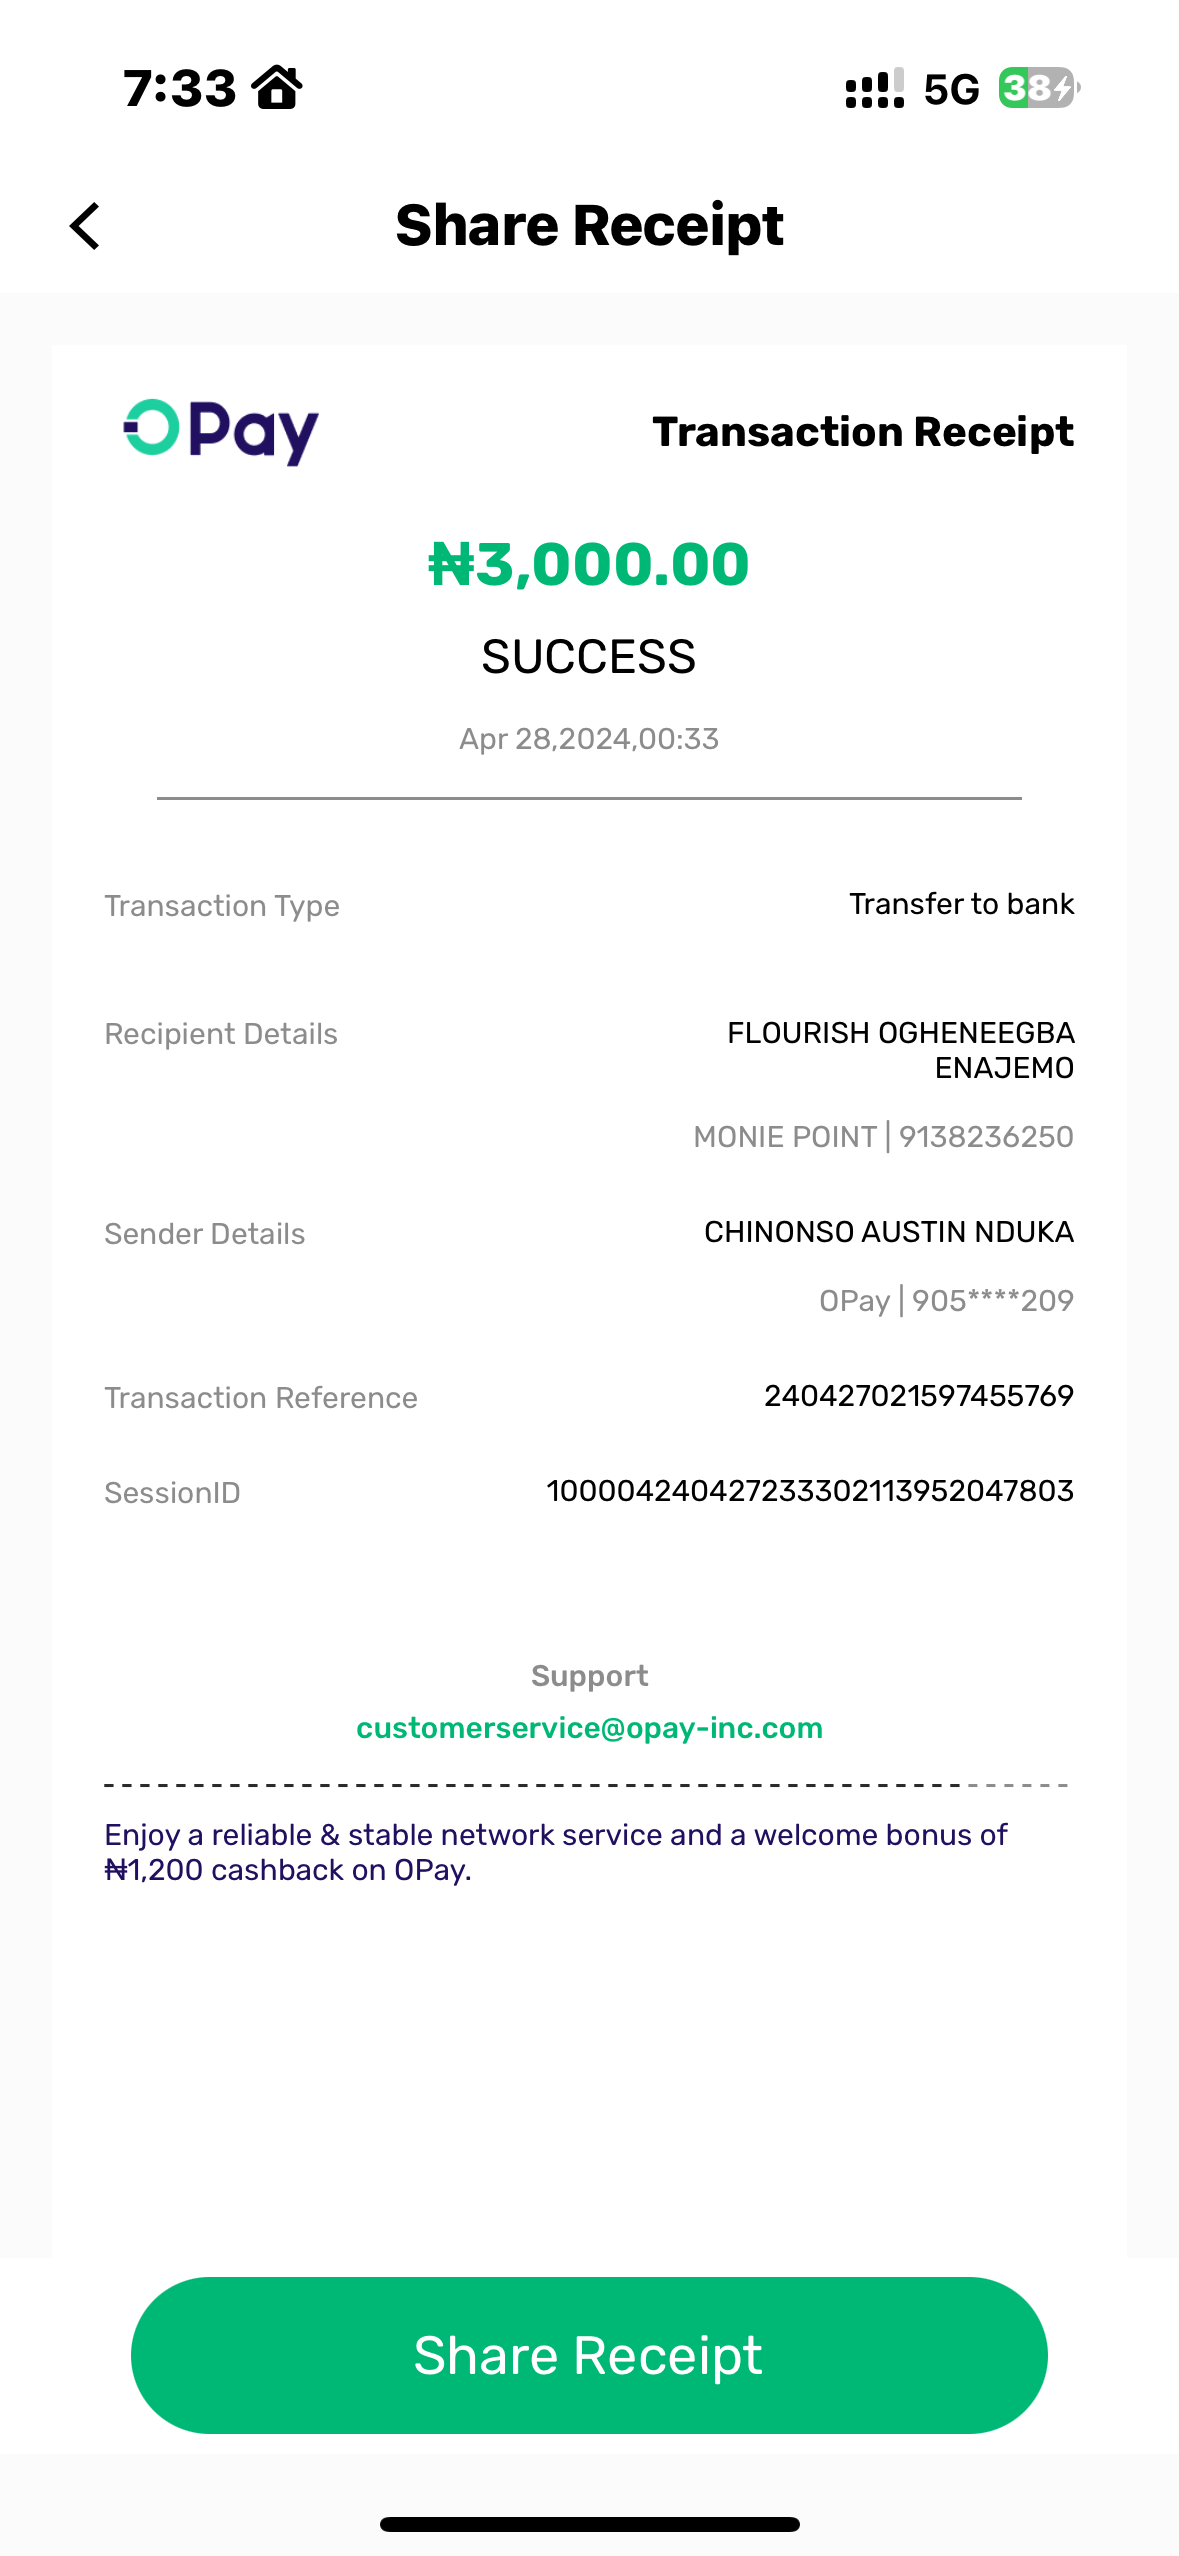 7:33
5G
38
Share Receipt
OPay
Transaction Receipt
₦3,000.00
SUCCESS
Apr 28,2024,00:33
Transaction Type
Transfer to bank
Recipient Details
FLOURISH OGHENEEGBA
ENAJEMO
MONIE POINT | 9138236250
Sender Details
CHINONSO AUSTIN NDUKA
OPay | 905****209
Transaction Reference
240427021597455769
SessionID
100004240427233302113952047803
Support
customerservice@opay-inc.com
Enjoy a reliable & stable network service and a welcome bonus of
₦1,200 cashback on OPay.
Share Receipt